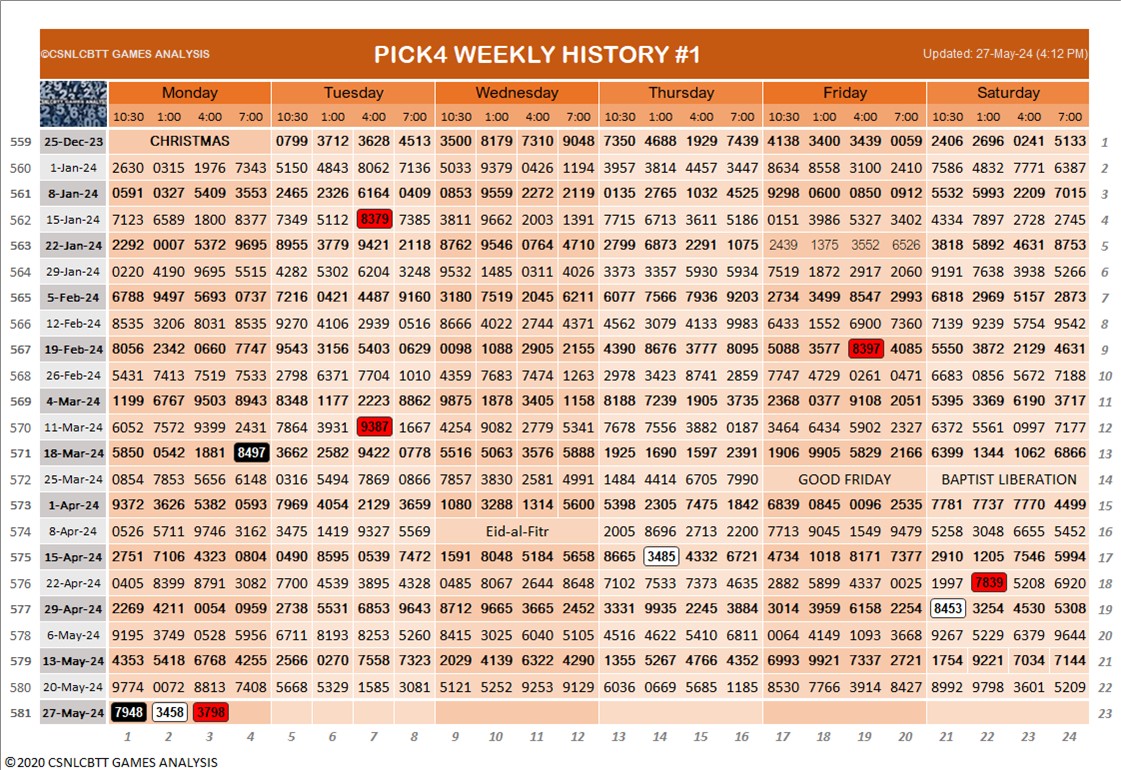 ©CSNLCBTT GAMES ANALYSIS PICK4 WEEKLY HISTORY #1 Updated: 27-May-24 (4:12 PM)
Monday Tuesday Wednesday Thursday Friday Saturday
10:30 1:00 4:00 7:00 10:30 1:00 4:00 7:00 10:30 1:00 4:00 7:00 10:30 1:00 4:00 7:00 10:30 1:00 4:00 7:00 10:30 1:00 4:00 7:00
559 25-Dec-23 CHRISTMAS 0799 3712 3628 4513 3500 8179 7310 9048 7350 4688 1929 7439 4138 3400 3439 0059 2406 2696 0241 5133 1
560 1-Jan-24 2630 0315 1976 7343 5150 4843 8062 7136 5033 9379 0426 1194 3957 3814 4457 3447 8634 8558 3100 2410 7586 4832 7771 6387 2
561 8-Jan-24 0591 0327 5409 3553 2465 2326 6164 0409 0853 9559 2272 2119 0135 2765 1032 4525 9298 0600 0850 0912 5532 5993 2209 7015 3
562 15-Jan-24 7123 6589 1800 8377 7349 5112 8379 7385 3811 9662 2003 1391 7715 6713 3611 5186 0151 3986 5327 3402 4334 7897 2728 2745 4
563 22-Jan-24 2292 0007 5372 9695 8955 3779 9421 2118 8762 9546 0764 4710 2799 6873 2291 1075 2439 1375 3552 6526 3818 5892 4631 8753 5
564 29-Jan-24 0220 4190 9695 5515 4282 5302 6204 3248 9532 1485 0311 4026 3373 3357 5930 5934 7519 1872 2917 2060 9191 7638 3938 5266 6
565 5-Feb-24 6788 9497 5693 0737 7216 0421 4487 9160 3180 7519 2045 6211 6077 7566 7936 9203 2734 3499 8547 2993 6818 2969 5157 2873 7
566 12-Feb-24 8535 3206 8031 8535 9270 4106 2939 0516 8666 4022 2744 4371 4562 3079 4133 9983 6433 1552 6900 7360 7139 9239 5754 9542 8
567 19-Feb-24 8056 2342 0660 7747 9543 3156 5403 0629 0098 1088 2905 2155 4390 8676 3777 8095 5088 3577 8397 4085 5550 3872 2129 4631 9
568 26-Feb-24 5431 7413 7519 7533 2798 6371 7704 1010 4359 7683 7474 1263 2978 3423 8741 2859 7747 4729 0261 0471 6683 0856 5672 7188 10
569 4-Mar-24 1199 6767 9503 8943 8348 1177 2223 8862 9875 1878 3405 1158 8188 7239 1905 3735 2368 0377 9108 2051 5395 3369 6190 3717 11
570 11-Mar-24 6052 7572 9399 2431 7864 3931 9387 1667 4254 9082 2779 5341 7678 7556 3882 0187 3464 6434 5902 2327 6372 5561 0997 7177 12
571 18-Mar-24 5850 0542 1881 8497 3662 2582 9422 0778 5516 5063 3576 5888 1925 1690 1597 2391 1906 9905 5829 2166 6399 1344 1062 6866 13
572 25-Mar-24 0854 7853 5656 6148 0316 5494 7869 0866 7857 3830 2581 4991 1484 4414 6705 7990 GOOD FRIDAY BAPTIST LIBERATION 14
573 1-Apr-24 9372 3626 5382 0593 7969 4054 2129 3659 1080 3288 1314 5600 5398 2305 7475 1842 6839 0845 0096 2535 7781 7737 7770 4499 15
574 8-Apr-24 0526 5711 9746 3162 3475 1419 9327 5569 Eid-al-Fitr 2005 8696 2713 2200 7713 9045 1549 9479 5258 3048 6655 5452 16
575 15-Apr-24 2751 7106 4323 0804 0490 8595 0539 7472 1591 8048 5184 5658 8665 3485 4332 6721 4734 1018 8171 7377 2910 1205 7546 5994 17
576 22-Apr-24 0405 8399 8791 3082 7700 4539 3895 4328 0485 8067 2644 8648 7102 7533 7373 4635 2882 5899 4337 0025 1997 7839 5208 6920 18
577 29-Apr-24 2269 4211 0054 0959 2738 5531 6853 9643 8712 9665 3665 2452 3331 9935 2245 3884 3014 3959 6158 2254 8453 3254 4530 5308 19
578 6-May-24 9195 3749 0528 5956 6711 8193 8253 5260 8415 3025 6040 5105 4516 4622 5410 6811 0064 4149 1093 3668 9267 5229 6379 9644 20
579 13-May-24 4353 5418 6768 4255 2566 0270 7558 7323 2029 4139 6322 4290 1355 5267 4766 4352 6993 9921 7337 2721 1754 9221 7034 7144 21
580 20-May-24 9774 0072 8813 7408 5668 5329 1585 3081 5121 5252 9253 9129 6036 0669 5685 1185 8530 7766 3914 8427 8992 9798 3601 5209 22
581 27-May-24 7948 3458 3798 23
1 2 3 4 5 6 7 8 9 10 11 12 13 14 15 16 17 18 19 20 21 22 23 24
©2020 CSNLCBTT GAMES ANALYSIS